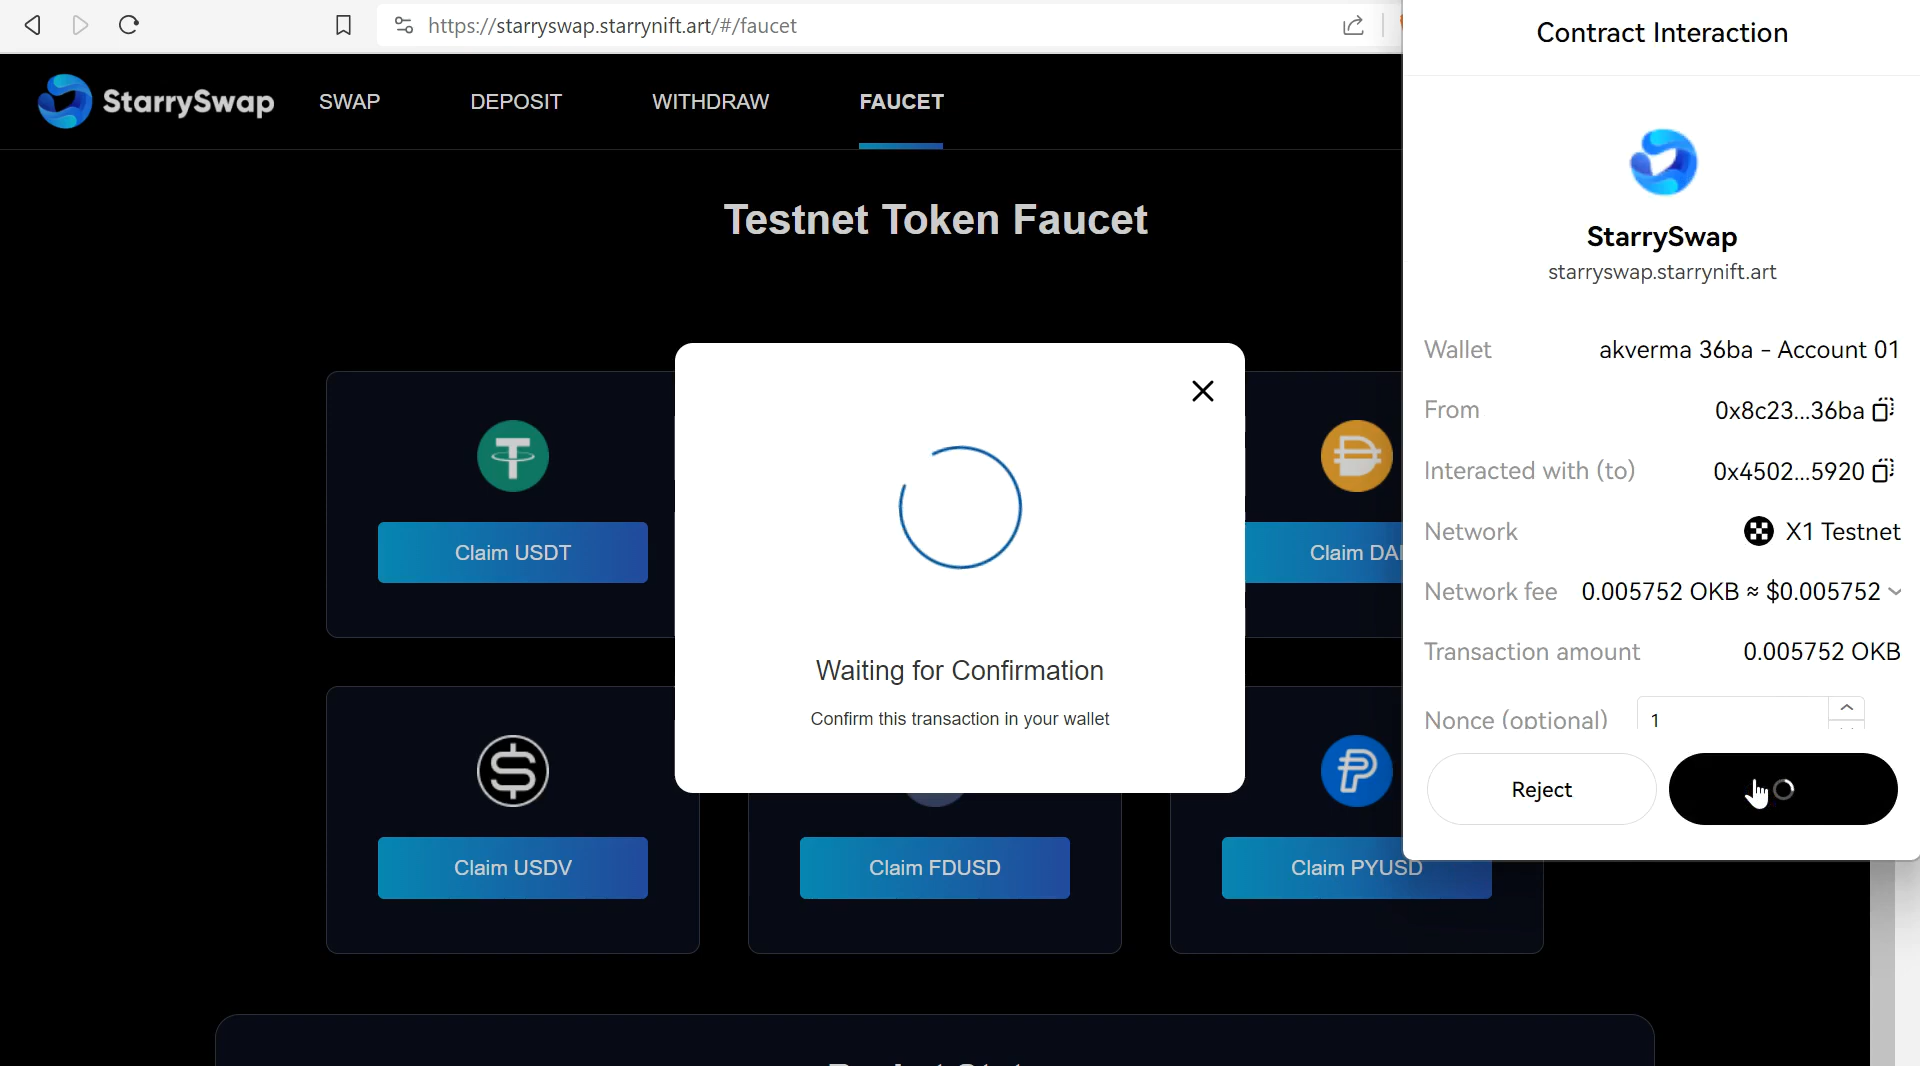 https://starryswap.starrynift.art/#/faucet
StarrySwap
SWAP
DEPOSIT
WITHDRAW
FAUCET
Testnet Token Faucet
Claim USDT
Claim DAI
Claim USDV
Claim FDUSD
Claim PYUSD
Waiting for Confirmation
Confirm this transaction in your wallet
Contract Interaction
StarrySwap
starryswap.starrynift.art
Wallet
akverma 36ba - Account 01
From
0x8c23...36ba
Interacted with (to)
0x4502...5920
Network
X1 Testnet
Network fee
0.005752 OKB ≈ $0.005752
Transaction amount
0.005752 OKB
Nonce (optional)
1
Reject